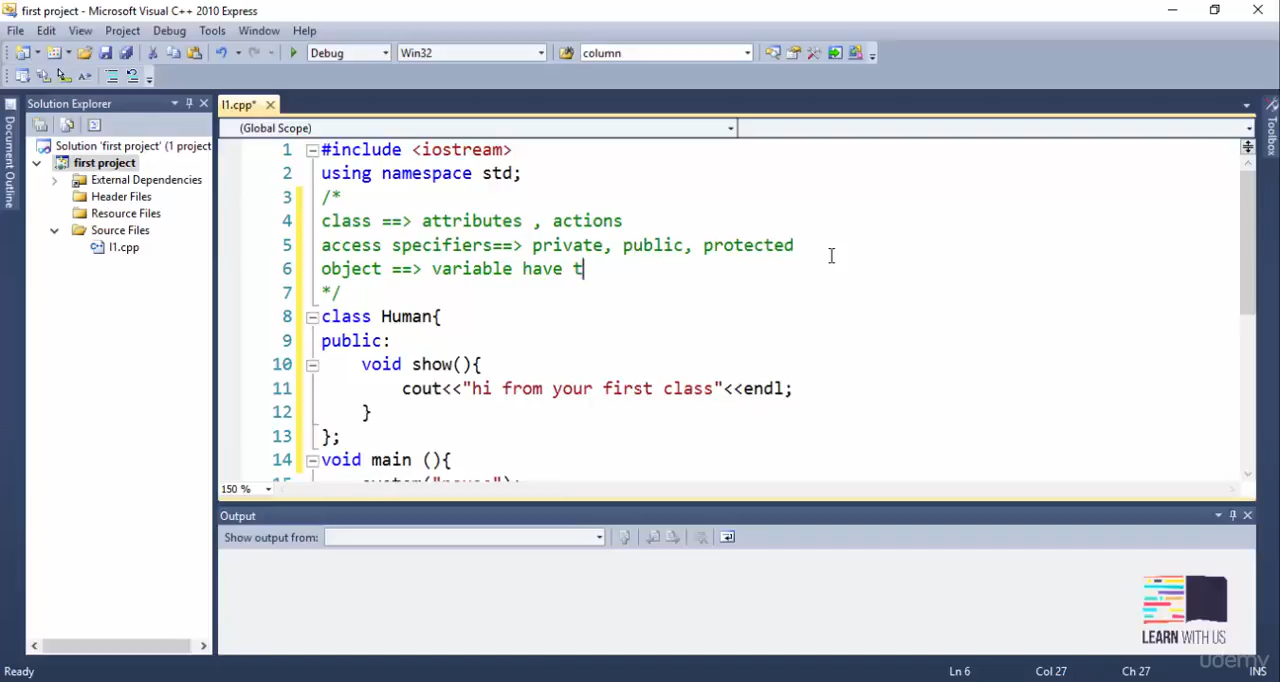 first project - Microsoft Visual C++ 2010 Express
File Edit View Project Debug Tools Window Help
Debug Win32 column
Solution Explorer
l1.cpp*
(Global Scope)
Document Outline
Toolbox
Solution 'first project' (1 project
first project
External Dependencies
Header Files
Resource Files
Source Files
l1.cpp
1 #include <iostream>
2 using namespace std;
3 /*
4 class ==> attributes , actions
5 access specifiers==> private, public, protected
6 object ==> variable have t
7 */
8 class Human{
9 public:
10 void show(){
11 cout<<"hi from your first class"<<endl;
12 }
13 };
14 void main (){
150 %
Output
Show output from:
LEARN WITH US
udemy
Ready Ln 6 Col 27 Ch 27 INS